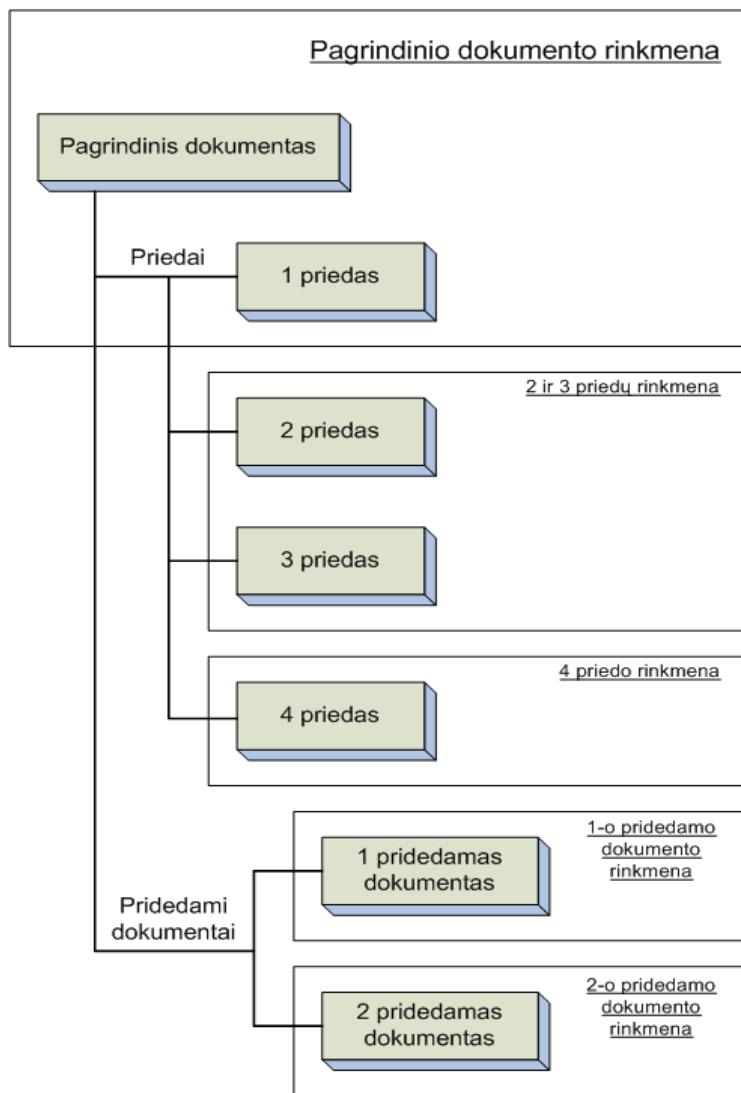 Pagrindinio dokumento rinkmena
Pagrindinis dokumentas
Priedai
1 priedas
2 ir 3 priedų rinkmena
2 priedas
3 priedas
4 priedo rinkmena
4 priedas
1-o pridedamo
dokumento
rinkmena
1 pridedamas
dokumentas
Pridedami
dokumentai
2-o pridedamo
dokumento
rinkmena
2 pridedamas
dokumentas